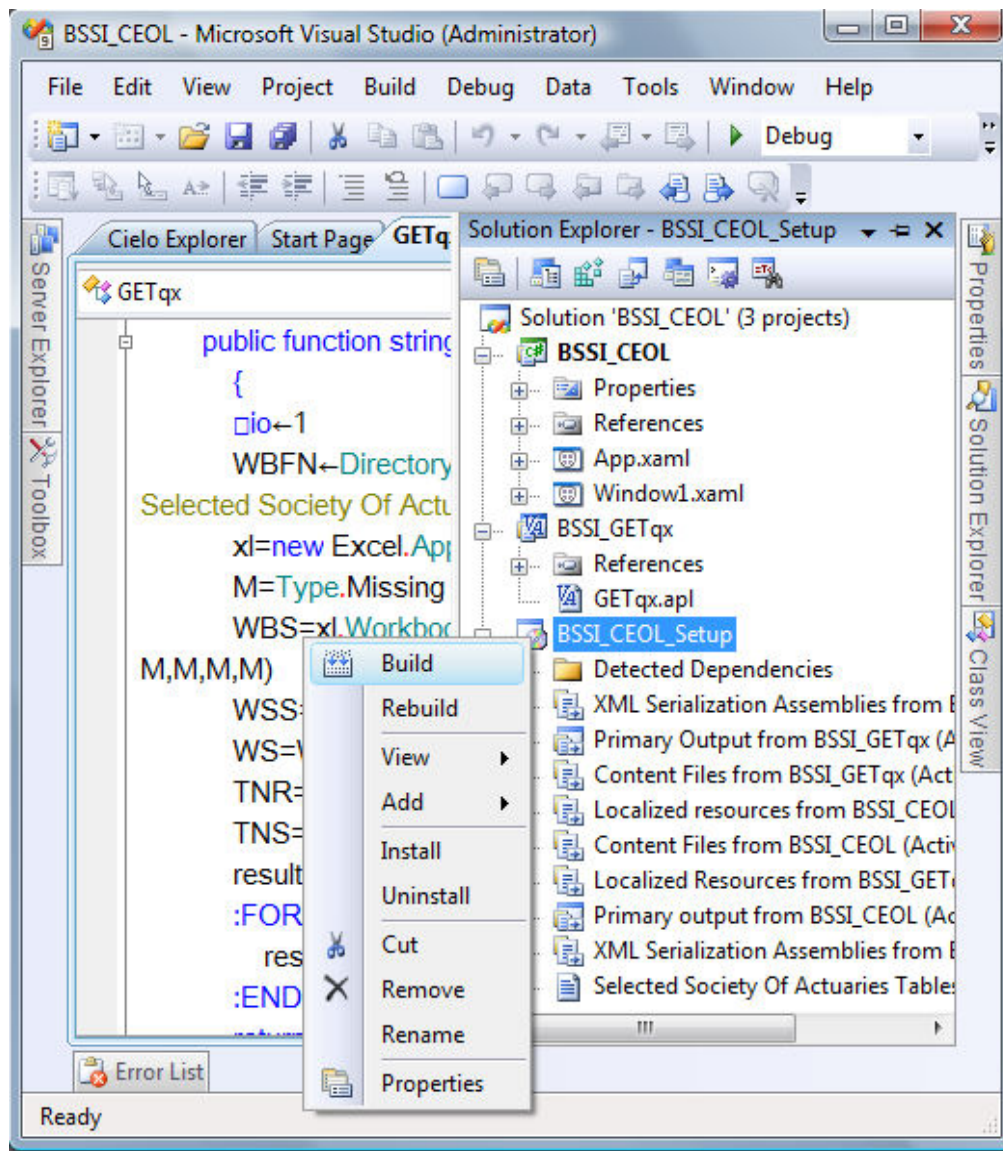 BSSI_CEOL - Microsoft Visual Studio (Administrator)
File Edit View Project Build Debug Data Tools Window Help
Debug
Server Explorer
Toolbox
Cielo Explorer
Start Page
GETq
GETqx
public function string
{
⎕io←1
WBFN←Directory
Selected Society Of Actu
xl=new Excel.App
M=Type.Missing
WBS=xl.Workboo
M,M,M,M)
WSS=
WS=W
TNR=
TNS=
result
:FOR
res
:END
return
Solution Explorer - BSSI_CEOL_Setup
Solution 'BSSI_CEOL' (3 projects)
BSSI_CEOL
Properties
References
App.xaml
Window1.xaml
BSSI_GETqx
References
GETqx.apl
BSSI_CEOL_Setup
Detected Dependencies
XML Serialization Assemblies from B
Primary Output from BSSI_GETqx (A
Content Files from BSSI_GETqx (Act
Localized resources from BSSI_CEOL
Content Files from BSSI_CEOL (Activ
Localized Resources from BSSI_GET
Primary output from BSSI_CEOL (Ac
XML Serialization Assemblies from B
Selected Society Of Actuaries Tables
Build
Rebuild
View
Add
Install
Uninstall
Cut
Remove
Rename
Properties
Properties
Solution Explorer
Class View
Error List
Ready